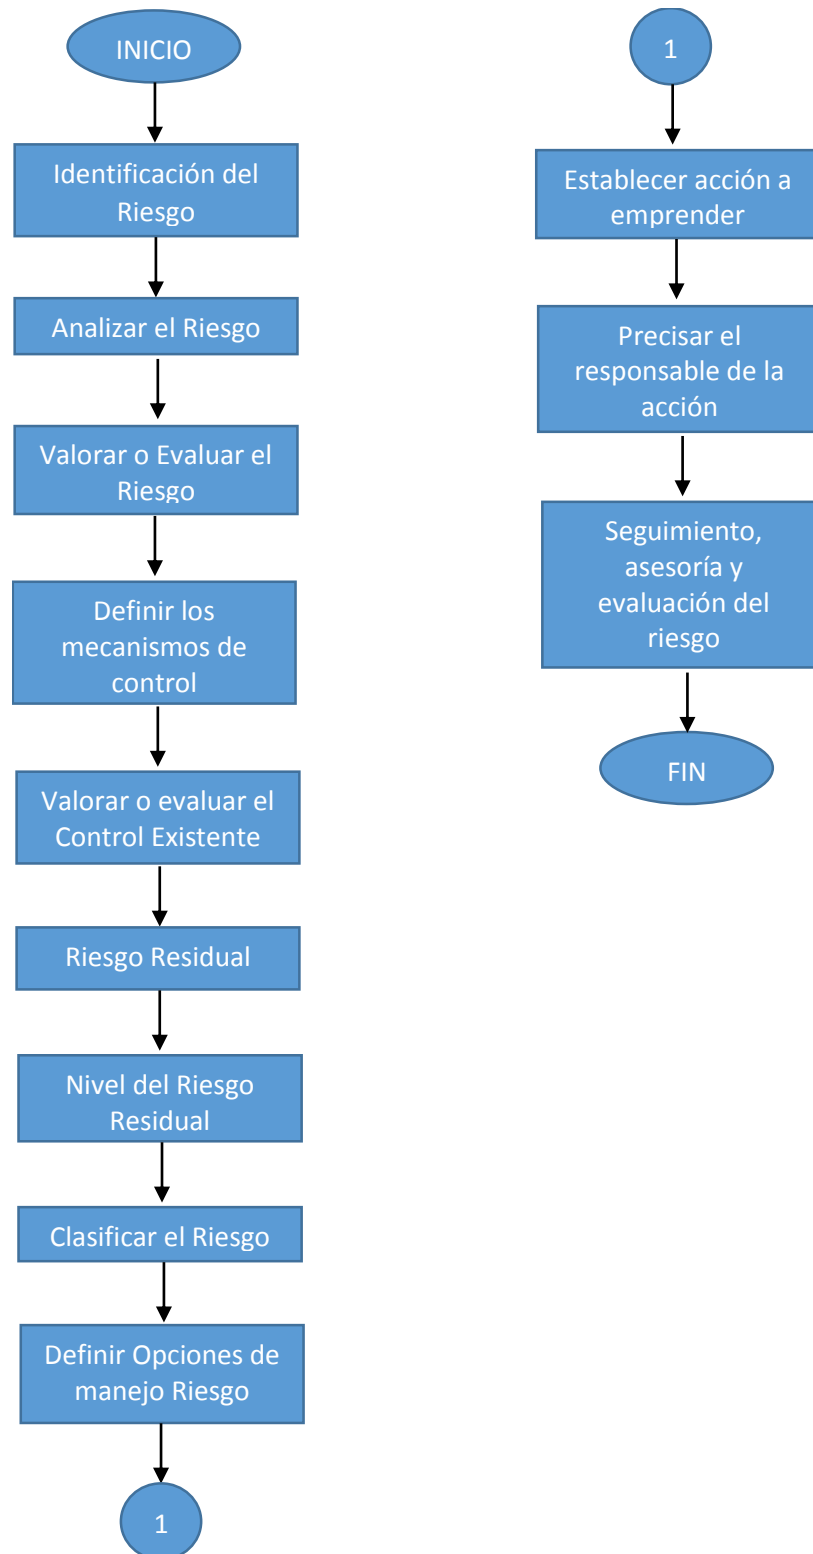 INICIO
Identificación del
Riesgo
Analizar el Riesgo
Valorar o Evaluar el
Riesgo
Definir los
mecanismos de
control
Valorar o evaluar el
Control Existente
Riesgo Residual
Nivel del Riesgo
Residual
Clasificar el Riesgo
Definir Opciones de
manejo Riesgo
1
1
Establecer acción a
emprender
Precisar el
responsable de la
acción
Seguimiento,
asesoría y
evaluación del
riesgo
FIN